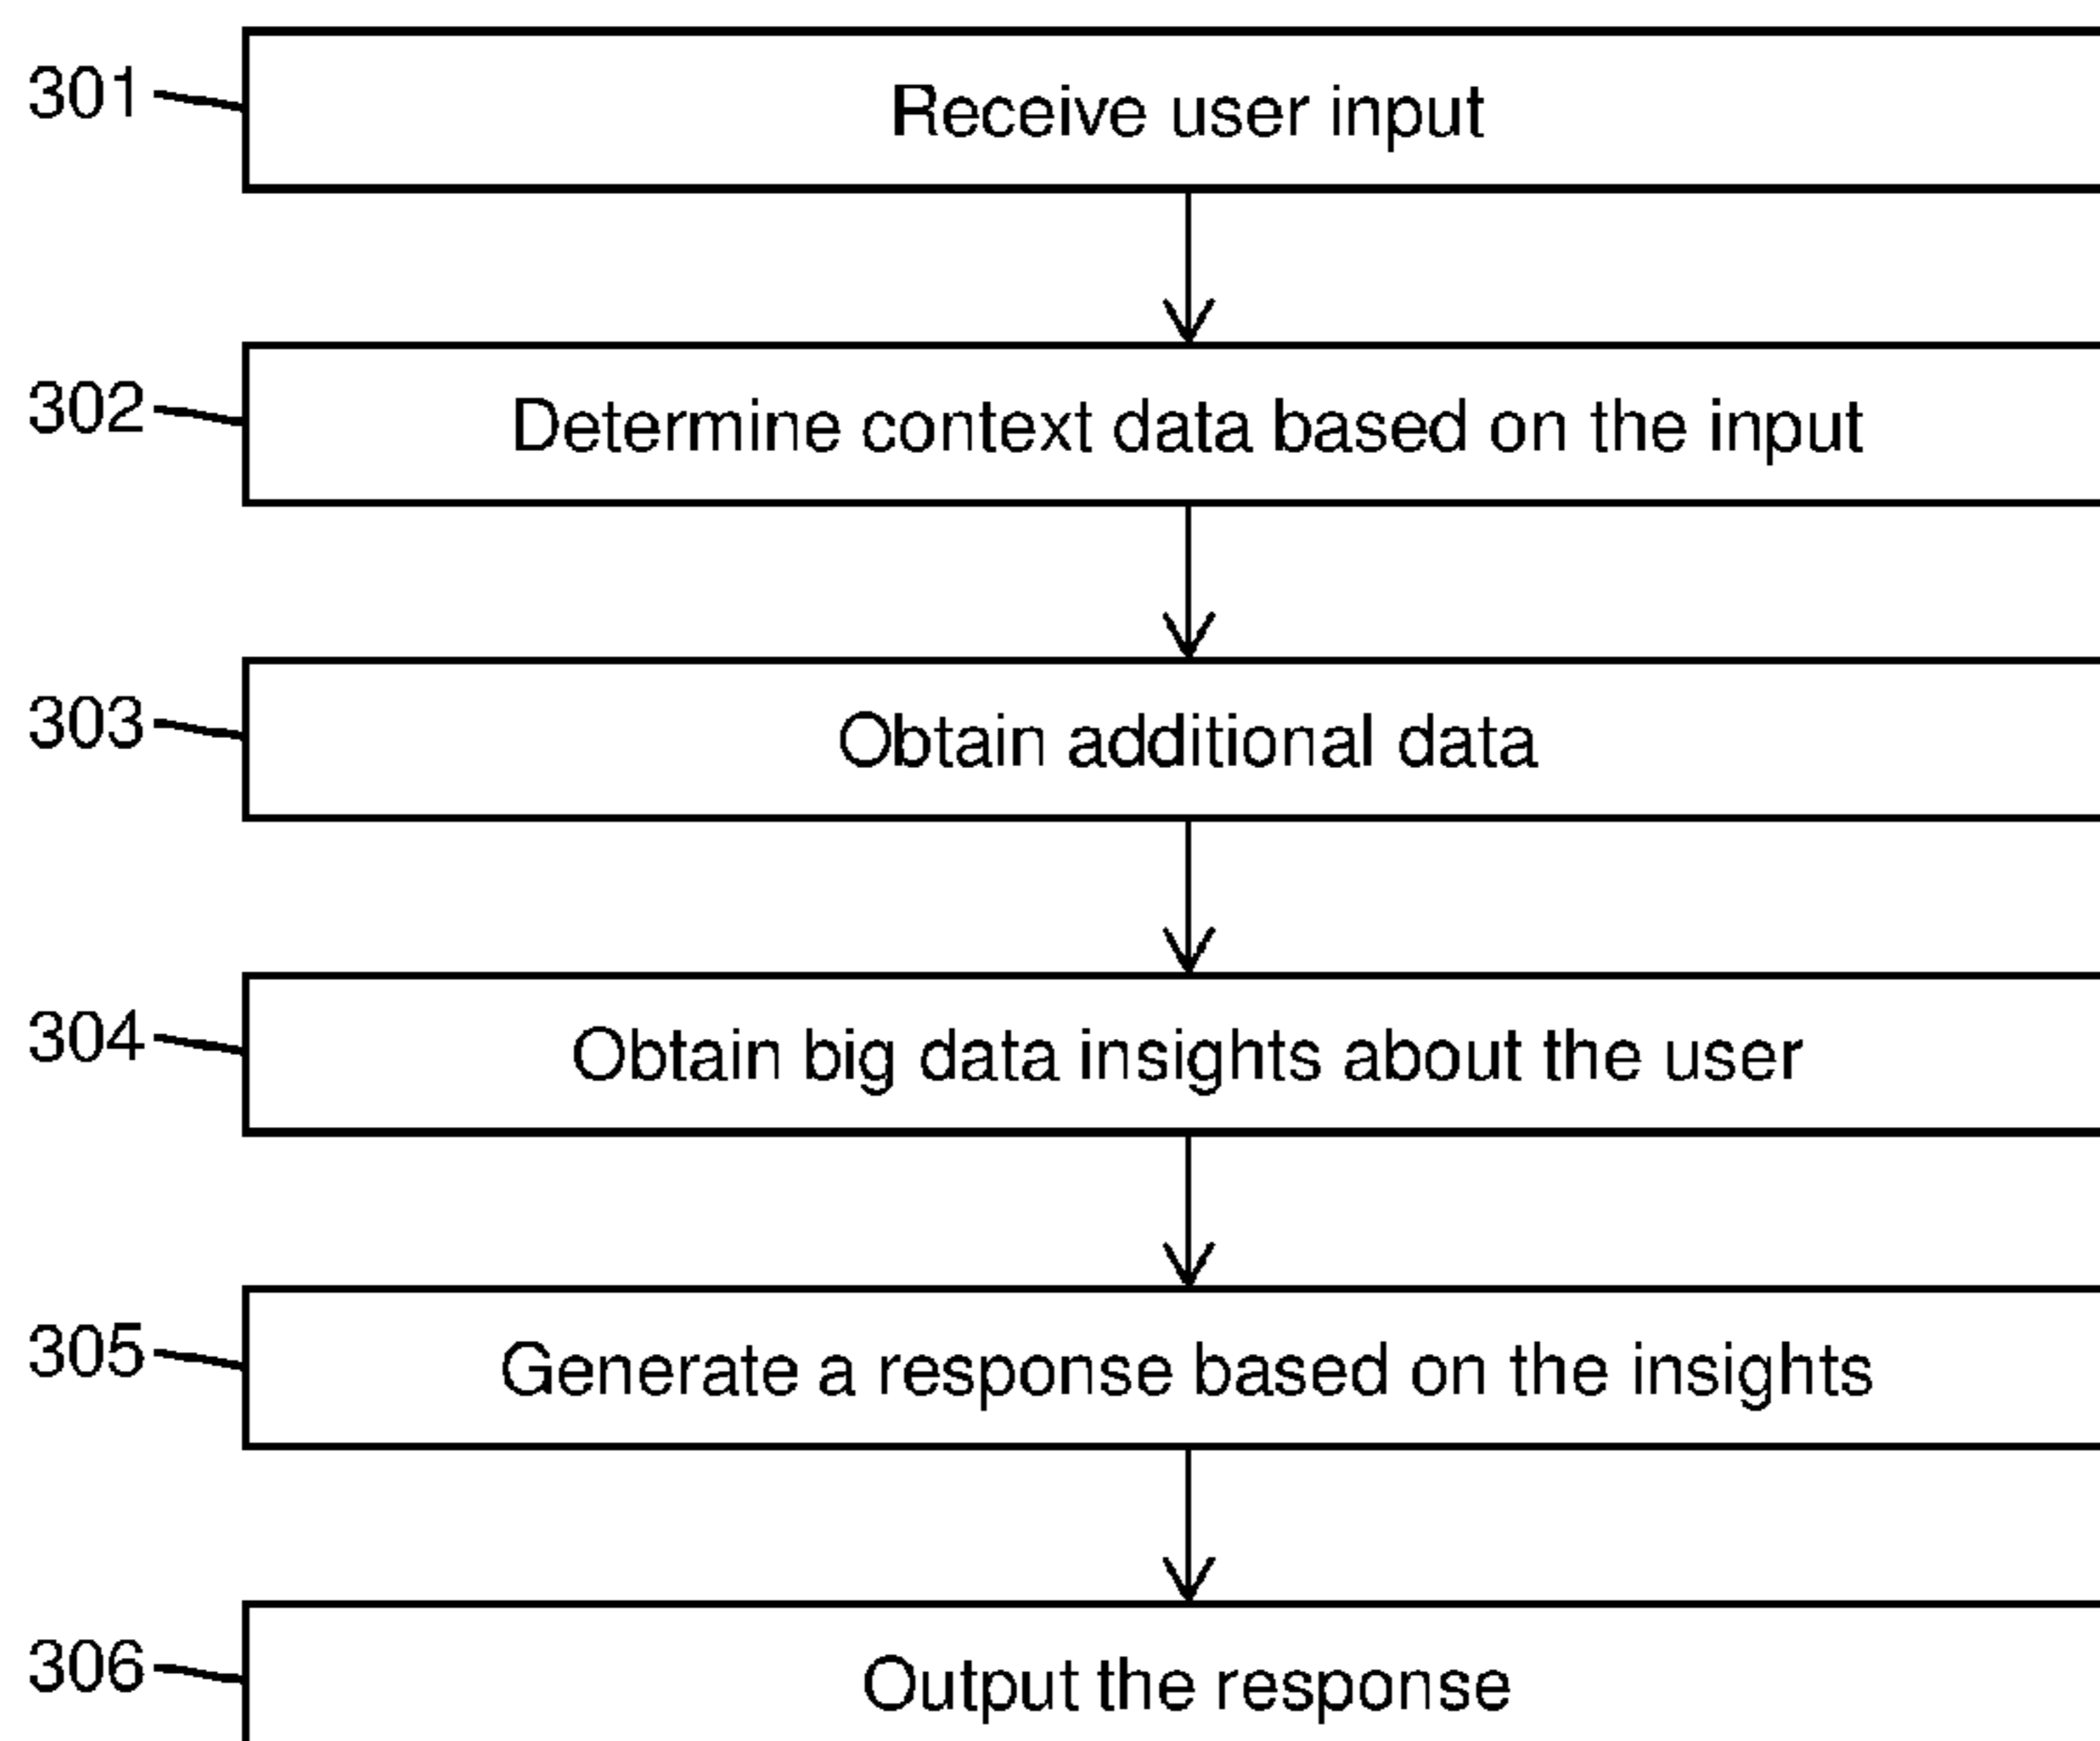 301
Receive user input
302
Determine context data based on the input
303
Obtain additional data
304
Obtain big data insights about the user
305
Generate a response based on the insights
306
Output the response